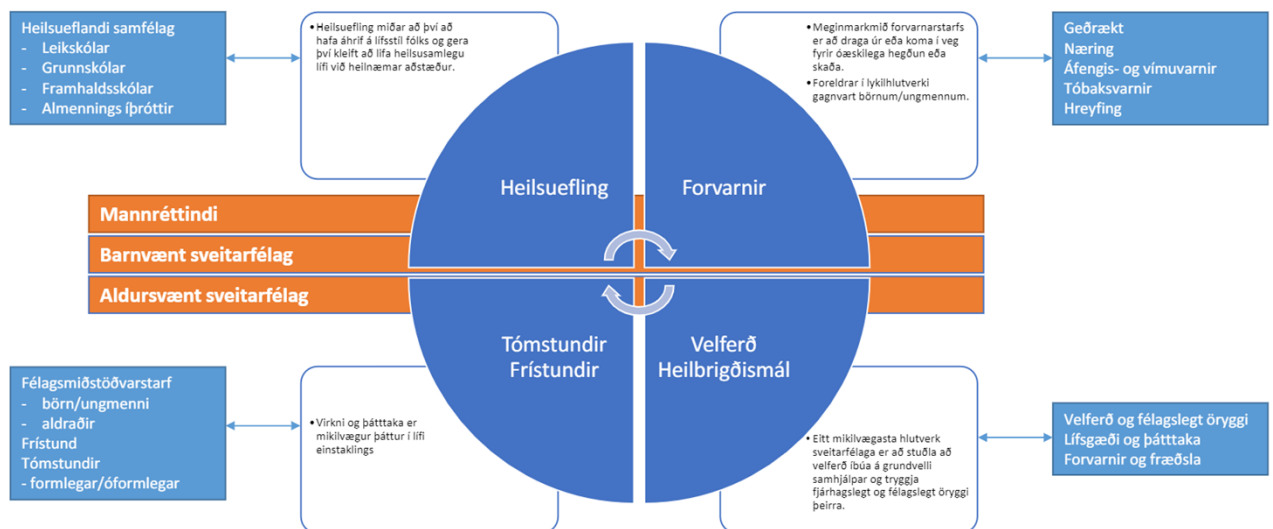 Heilsueflandi samfélag
- Leikskólar
- Grunnskólar
- Framhaldsskólar
- Almennings íþróttir
•Heilsuefling miðar að því að
hafa áhrif á lífsstíl fólks og gera
því kleift að lifa heilsusamlegu
lífi við heilnæmar aðstæður.
•Meginmarkmið forvarnarstarfs
er að draga úr eða koma í veg
fyrir óæskilega hegðun eða
skaða.
•Foreldrar í lykilhlutverki
gagnvart börnum/ungmennum.
Geðrækt
Næring
Áfengis- og vímuvarnir
Tóbaksvarnir
Hreyfing
Heilsuefling
Forvarnir
Mannréttindi
Barnvænt sveitarfélag
Aldursvænt sveitarfélag
Tómstundir
Frístundir
Velferð
Heilbrigðismál
Félagsmiðstöðvarstarf
- börn/ungmenni
- aldraðir
Frístund
Tómstundir
- formlegar/óformlegar
•Virkni og þátttaka er
mikilvægur þáttur í lífi
einstaklings
•Eitt mikilvægasta hlutverk
sveitarfélaga er að stuðla að
velferð íbúa á grundvelli
samhjálpar og tryggja
fjárhagslegt og félagslegt öryggi
þeirra.
Velferð og félagslegt öryggi
Lífsgæði og þátttaka
Forvarnir og fræðsla